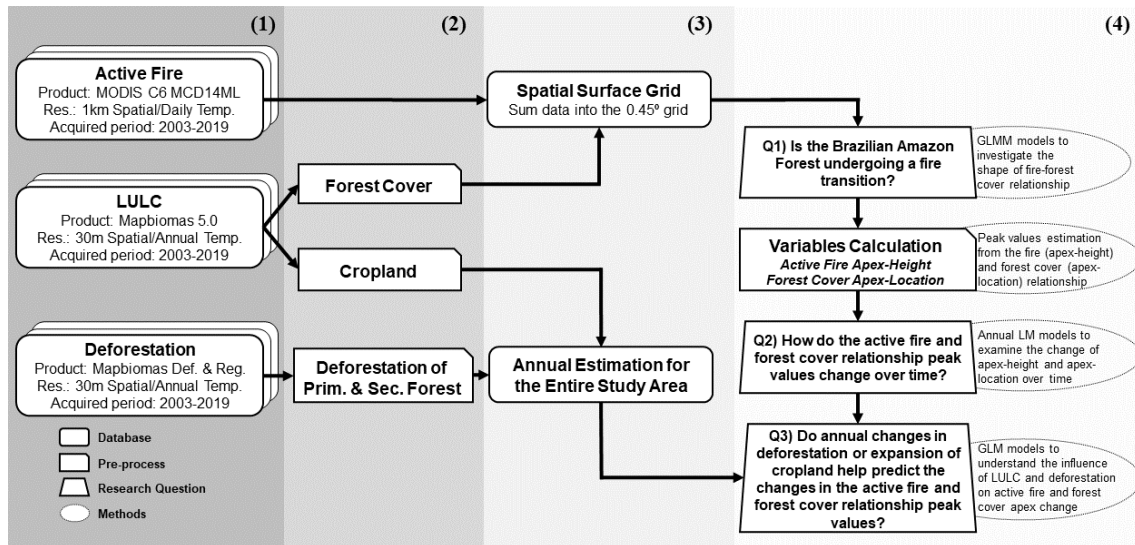 (1)
(2)
(3)
(4)
Active Fire
Product: MODIS C6 MCD14ML
Res.: 1km Spatial/Daily Temp.
Acquired period: 2003-2019
LULC
Product: Mapbiomas 5.0
Res.: 30m Spatial/Annual Temp.
Acquired period: 2003-2019
Deforestation
Product: Mapbiomas Def. & Reg.
Res.: 30m Spatial/Annual Temp.
Acquired period: 2003-2019
Database
Pre-process
Research Question
Methods
Forest Cover
Cropland
Deforestation of
Prim. & Sec. Forest
Spatial Surface Grid
Sum data into the 0.45º grid
Annual Estimation for
the Entire Study Area
Q1) Is the Brazilian Amazon
Forest undergoing a fire
transition?
GLMM models to
investigate the
shape of fire-forest
cover relationship
Variables Calculation
Active Fire Apex-Height
Forest Cover Apex-Location
Peak values estimation
from the fire (apex-height)
and forest cover (apex-
location) relationship
Q2) How do the active fire and
forest cover relationship peak
values change over time?
Annual LM models to
examine the change of
apex-height and apex-
location over time
Q3) Do annual changes in
deforestation or expansion of
cropland help predict the
changes in the active fire and
forest cover relationship peak
values?
GLM models to
understand the influence
of LULC and deforestation
on active fire and forest
cover apex change